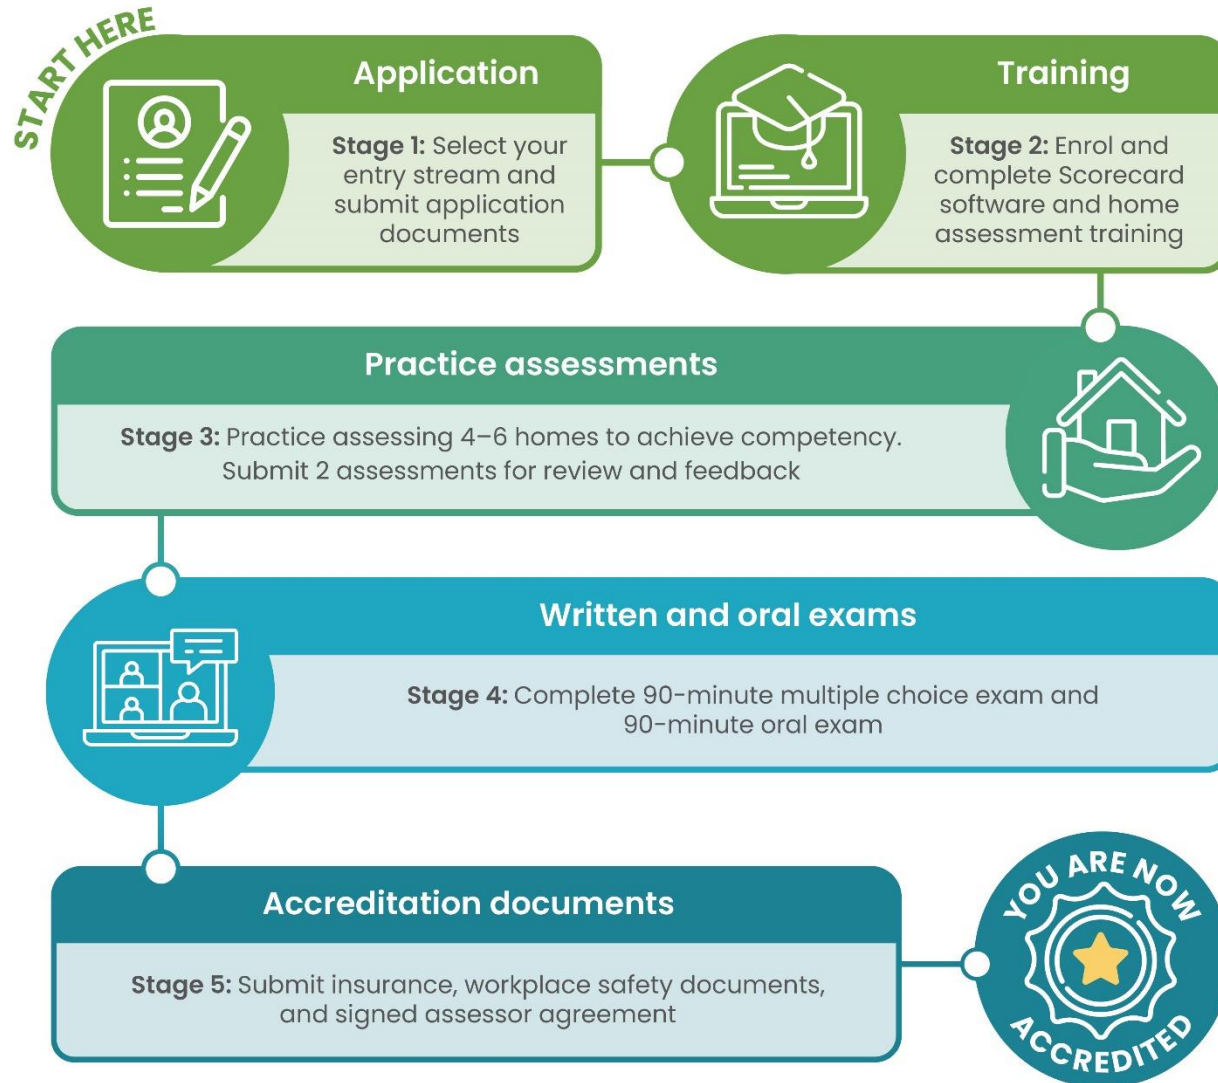 START HERE
Application
Stage 1: Select your
entry stream and
submit application
documents
Training
Stage 2: Enrol and
complete Scorecard
software and home
assessment training
Practice assessments
Stage 3: Practice assessing 4–6 homes to achieve competency.
Submit 2 assessments for review and feedback
Written and oral exams
Stage 4: Complete 90-minute multiple choice exam and
90-minute oral exam
Accreditation documents
Stage 5: Submit insurance, workplace safety documents,
and signed assessor agreement
YOU ARE NOW
ACCREDITED